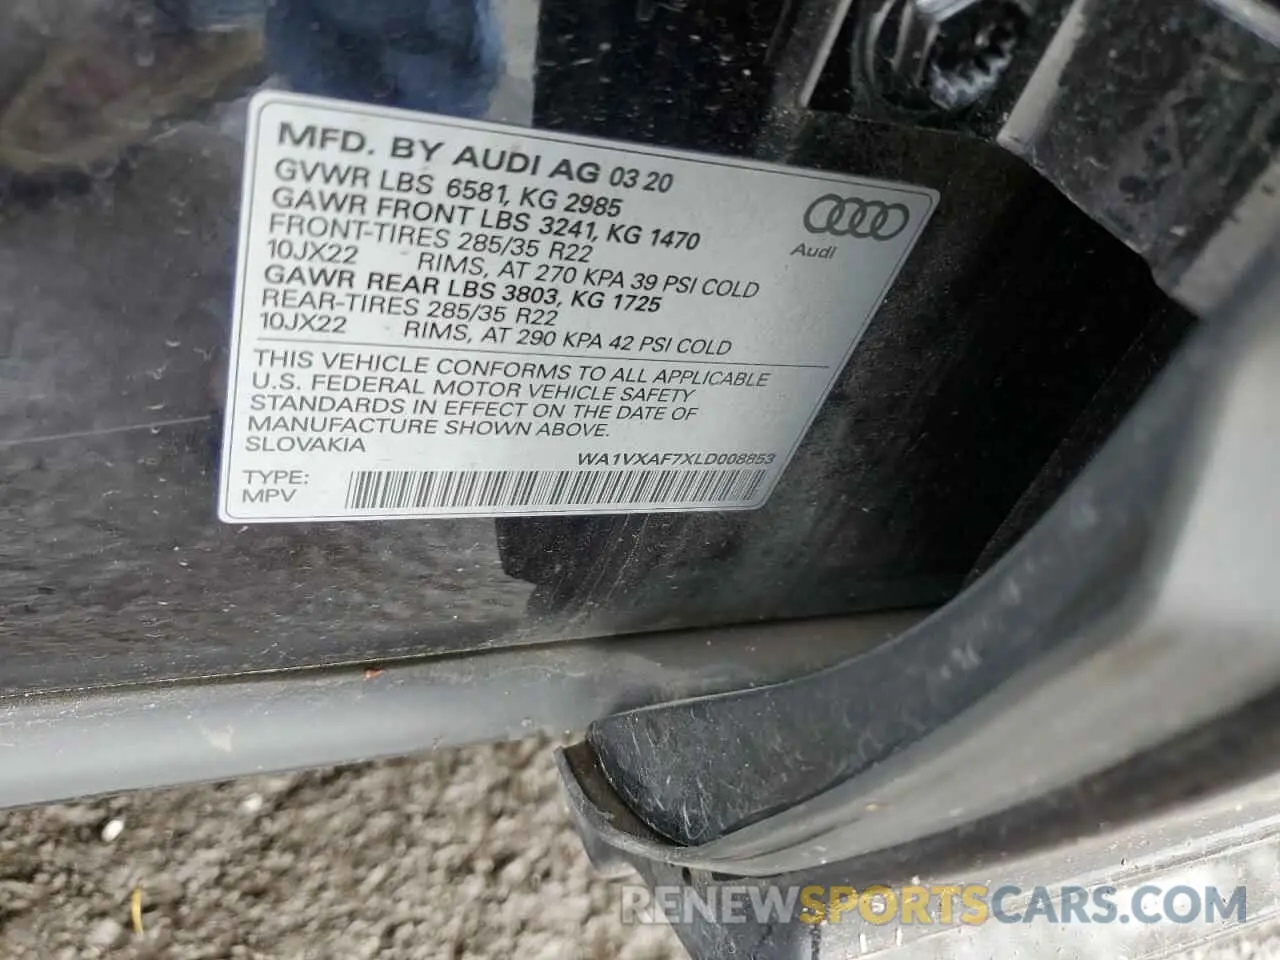 MFD. BY AUDI AG 03 20
GVWR LBS 6581, KG 2985
GAWR FRONT LBS 3241, KG 1470
FRONT-TIRES 285/35 R22
10JX22 RIMS, AT 270 KPA 39 PSI COLD
GAWR REAR LBS 3803, KG 1725
REAR-TIRES 285/35 R22
10JX22 RIMS, AT 290 KPA 42 PSI COLD
Audi
THIS VEHICLE CONFORMS TO ALL APPLICABLE
U.S. FEDERAL MOTOR VEHICLE SAFETY
STANDARDS IN EFFECT ON THE DATE OF
MANUFACTURE SHOWN ABOVE.
SLOVAKIA
WA1VXAF7XLD008853
TYPE:
MPV
RENEWSPORTSCARS.COM